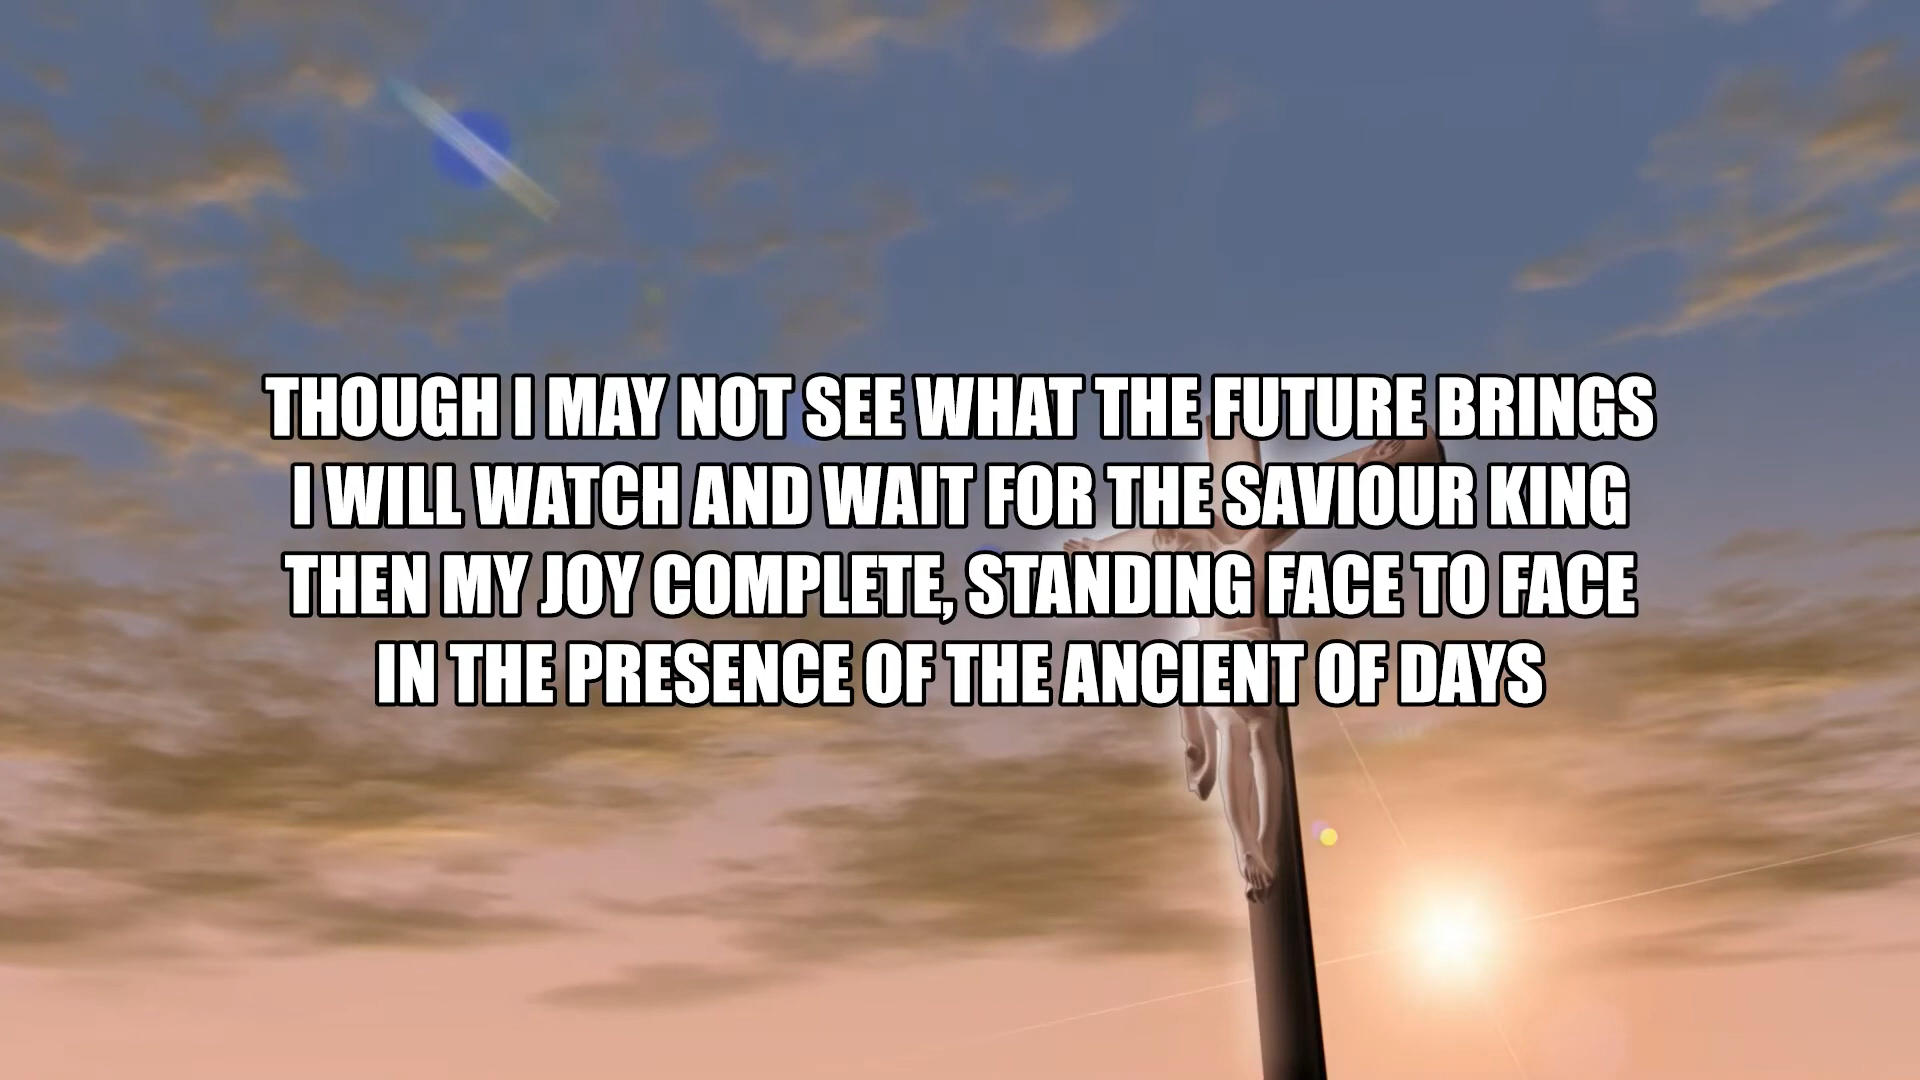 THOUGH I MAY NOT SEE WHAT THE FUTURE BRINGS
I WILL WATCH AND WAIT FOR THE SAVIOUR KING
THEN MY JOY COMPLETE, STANDING FACE TO FACE
IN THE PRESENCE OF THE ANCIENT OF DAYS